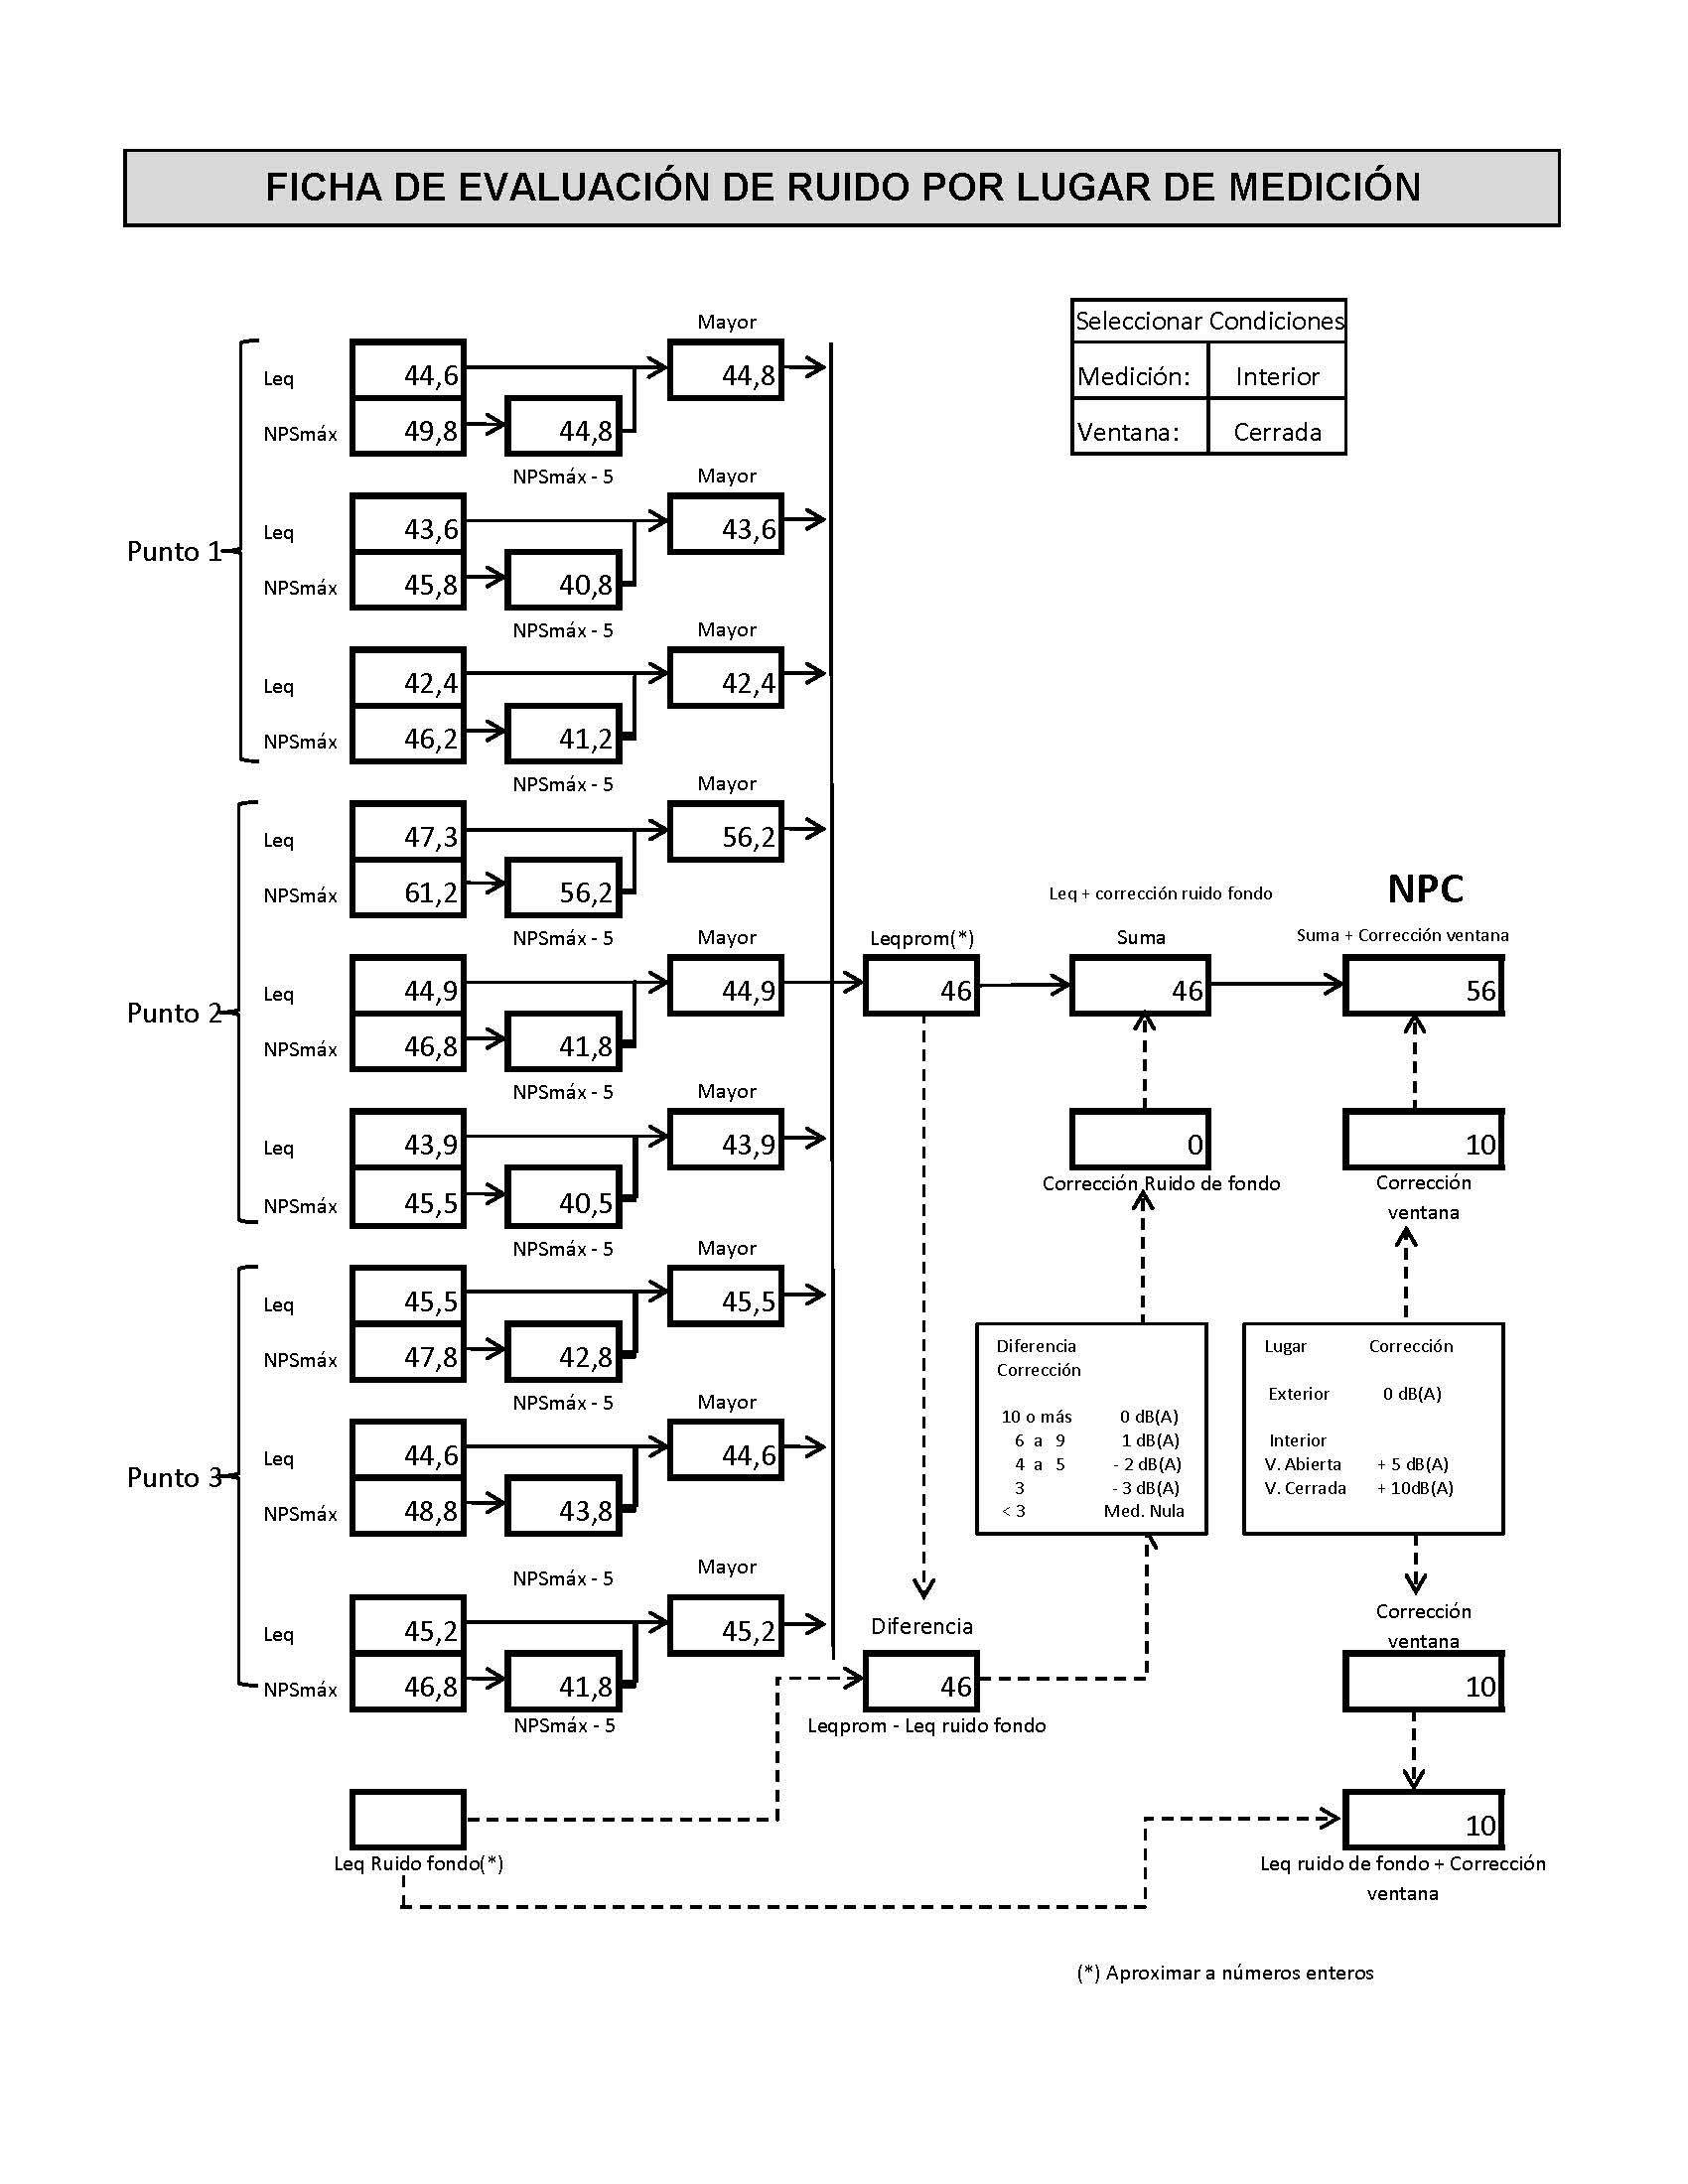 FICHA DE EVALUACIÓN DE RUIDO POR LUGAR DE MEDICIÓN
Seleccionar Condiciones
Medición: Interior
Ventana: Cerrada
Punto 1
Mayor
Leq 44,6 44,8
NPSmáx 49,8 44,8
NPSmáx - 5 Mayor
Leq 43,6 43,6
NPSmáx 45,8 40,8
NPSmáx - 5 Mayor
Leq 42,4 42,4
NPSmáx 46,2 41,2
NPSmáx - 5 Mayor
Punto 2
Leq 47,3 56,2
NPSmáx 61,2 56,2
NPSmáx - 5 Mayor
Leq 44,9 44,9
NPSmáx 46,8 41,8
NPSmáx - 5 Mayor
Leq 43,9 43,9
NPSmáx 45,5 40,5
NPSmáx - 5 Mayor
Punto 3
Leq 45,5 45,5
NPSmáx 47,8 42,8
NPSmáx - 5 Mayor
Leq 44,6 44,6
NPSmáx 48,8 43,8
NPSmáx - 5 Mayor
Leq 45,2 45,2
NPSmáx 46,8 41,8
NPSmáx - 5
Leq Ruido fondo(*)
Leqprom(*)
46
Leq + corrección ruido fondo
Suma
46
NPC
Suma + Corrección ventana
56
0
Corrección Ruido de fondo
10
Corrección
ventana
Diferencia
Corrección
10 o más 0 dB(A)
6 a 9 1 dB(A)
4 a 5 - 2 dB(A)
3 - 3 dB(A)
< 3 Med. Nula
Lugar Corrección
Exterior 0 dB(A)
Interior
V. Abierta + 5 dB(A)
V. Cerrada + 10dB(A)
Diferencia
46
Leqprom - Leq ruido fondo
Corrección
ventana
10
10
Leq ruido de fondo + Corrección
ventana
(*) Aproximar a números enteros